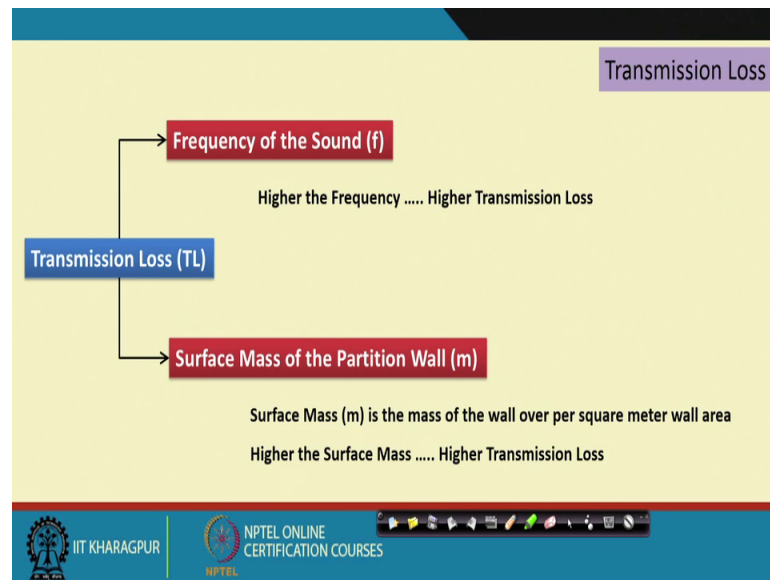 Transmission Loss
Frequency of the Sound (f)
Higher the Frequency ..... Higher Transmission Loss
Transmission Loss (TL)
Surface Mass of the Partition Wall (m)
Surface Mass (m) is the mass of the wall over per square meter wall area
Higher the Surface Mass ..... Higher Transmission Loss
IIT KHARAGPUR
NPTEL
NPTEL ONLINE
CERTIFICATION COURSES